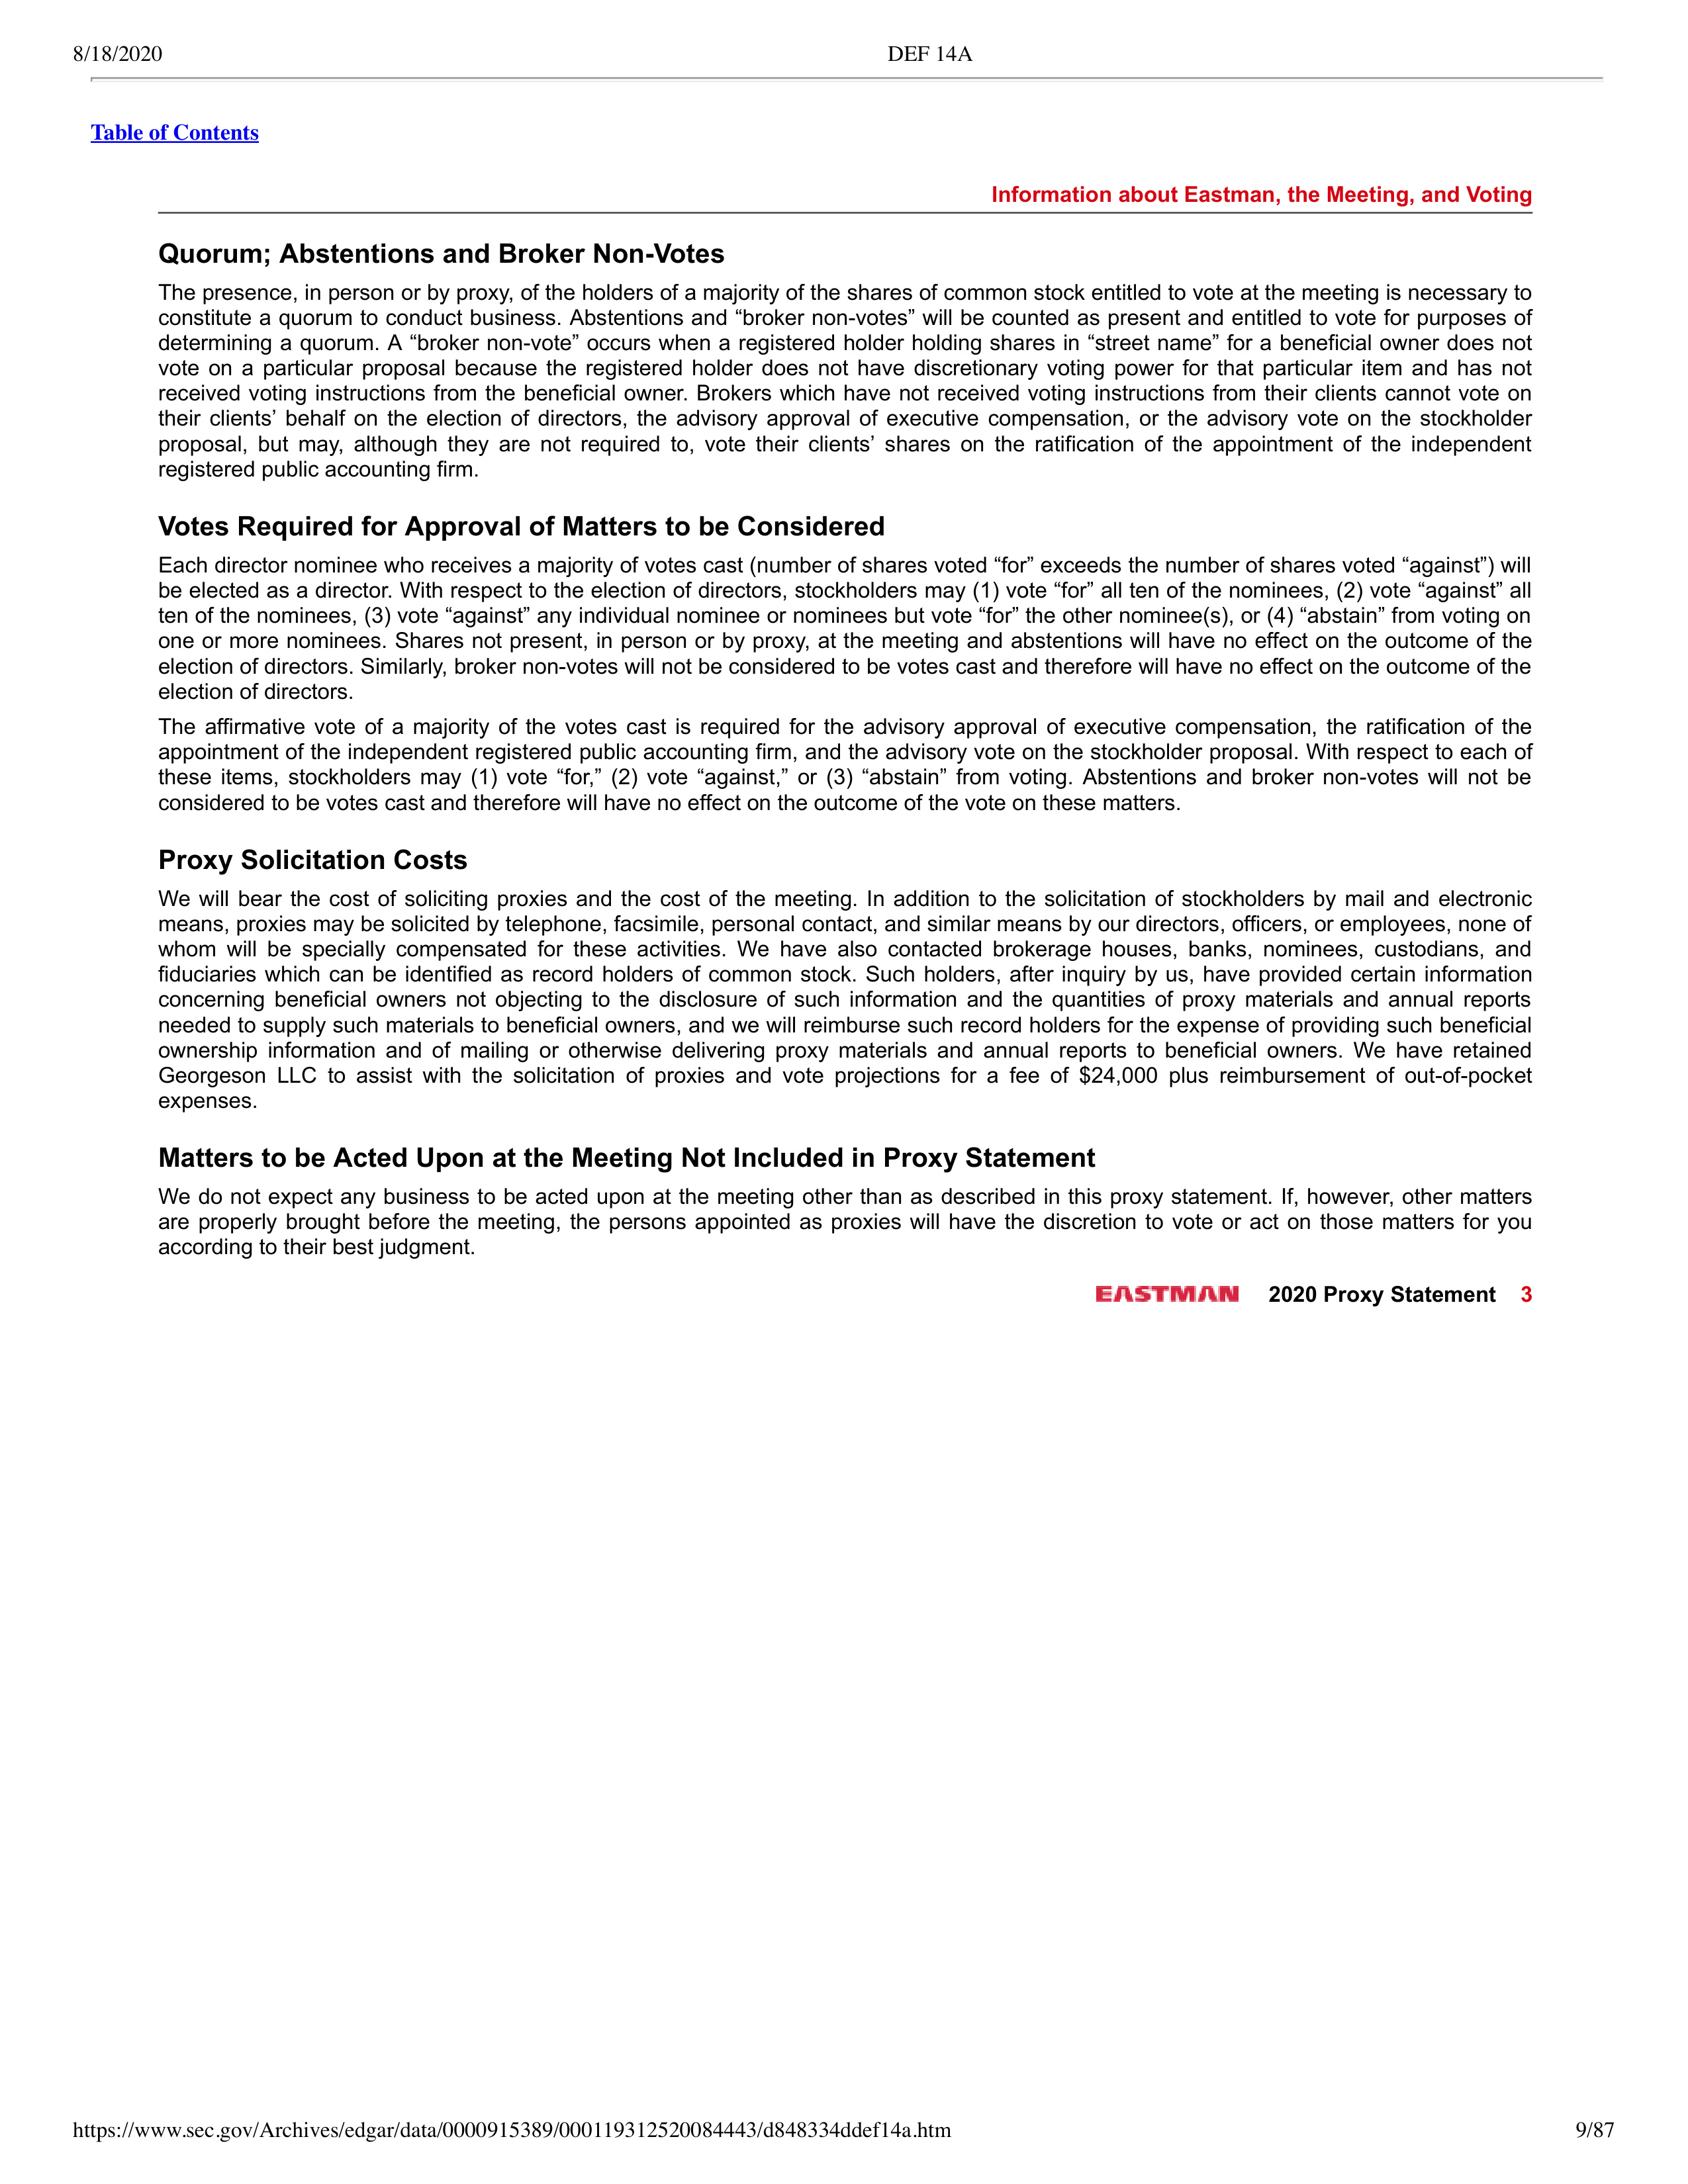 8/18/2020 DEF 14A
Table of Contents
Information about Eastman, the Meeting, and Voting
Quorum; Abstentions and Broker Non-Votes
The presence, in person or by proxy, of the holders of a majority of the shares of common stock entitled to vote at the meeting is necessary to
constitute a quorum to conduct business. Abstentions and “broker non-votes” will be counted as present and entitled to vote for purposes of
determining a quorum. A “broker non-vote” occurs when a registered holder holding shares in “street name” for a beneficial owner does not
vote on a particular proposal because the registered holder does not have discretionary voting power for that particular item and has not
received voting instructions from the beneficial owner. Brokers which have not received voting instructions from their clients cannot vote on
their clients’ behalf on the election of directors, the advisory approval of executive compensation, or the advisory vote on the stockholder
proposal, but may, although they are not required to, vote their clients’ shares on the ratification of the appointment of the independent
registered public accounting firm.
Votes Required for Approval of Matters to be Considered
Each director nominee who receives a majority of votes cast (number of shares voted “for” exceeds the number of shares voted “against”) will
be elected as a director. With respect to the election of directors, stockholders may (1) vote “for” all ten of the nominees, (2) vote “against” all
ten of the nominees, (3) vote “against” any individual nominee or nominees but vote “for” the other nominee(s), or (4) “abstain” from voting on
one or more nominees. Shares not present, in person or by proxy, at the meeting and abstentions will have no effect on the outcome of the
election of directors. Similarly, broker non-votes will not be considered to be votes cast and therefore will have no effect on the outcome of the
election of directors.
The affirmative vote of a majority of the votes cast is required for the advisory approval of executive compensation, the ratification of the
appointment of the independent registered public accounting firm, and the advisory vote on the stockholder proposal. With respect to each of
these items, stockholders may (1) vote “for,” (2) vote “against,” or (3) “abstain” from voting. Abstentions and broker non-votes will not be
considered to be votes cast and therefore will have no effect on the outcome of the vote on these matters.
Proxy Solicitation Costs
We will bear the cost of soliciting proxies and the cost of the meeting. In addition to the solicitation of stockholders by mail and electronic
means, proxies may be solicited by telephone, facsimile, personal contact, and similar means by our directors, officers, or employees, none of
whom will be specially compensated for these activities. We have also contacted brokerage houses, banks, nominees, custodians, and
fiduciaries which can be identified as record holders of common stock. Such holders, after inquiry by us, have provided certain information
concerning beneficial owners not objecting to the disclosure of such information and the quantities of proxy materials and annual reports
needed to supply such materials to beneficial owners, and we will reimburse such record holders for the expense of providing such beneficial
ownership information and of mailing or otherwise delivering proxy materials and annual reports to beneficial owners. We have retained
Georgeson LLC to assist with the solicitation of proxies and vote projections for a fee of $24,000 plus reimbursement of out-of-pocket
expenses.
Matters to be Acted Upon at the Meeting Not Included in Proxy Statement
We do not expect any business to be acted upon at the meeting other than as described in this proxy statement. If, however, other matters
are properly brought before the meeting, the persons appointed as proxies will have the discretion to vote or act on those matters for you
according to their best judgment.
EASTMAN 2020 Proxy Statement 3
https://www.sec.gov/Archives/edgar/data/0000915389/000119312520084443/d848334ddef14a.htm 9/87